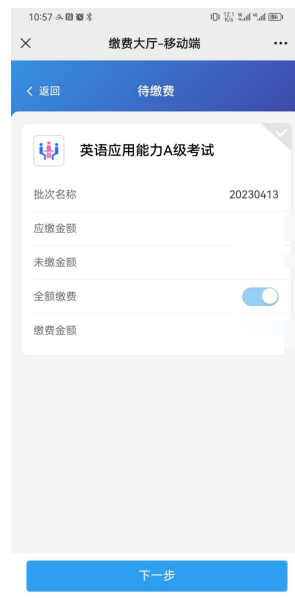 10:57
缴费大厅-移动端
返回
待缴费
英语应用能力A级考试
批次名称 20230413
应缴金额
未缴金额
全额缴费
缴费金额
下一步